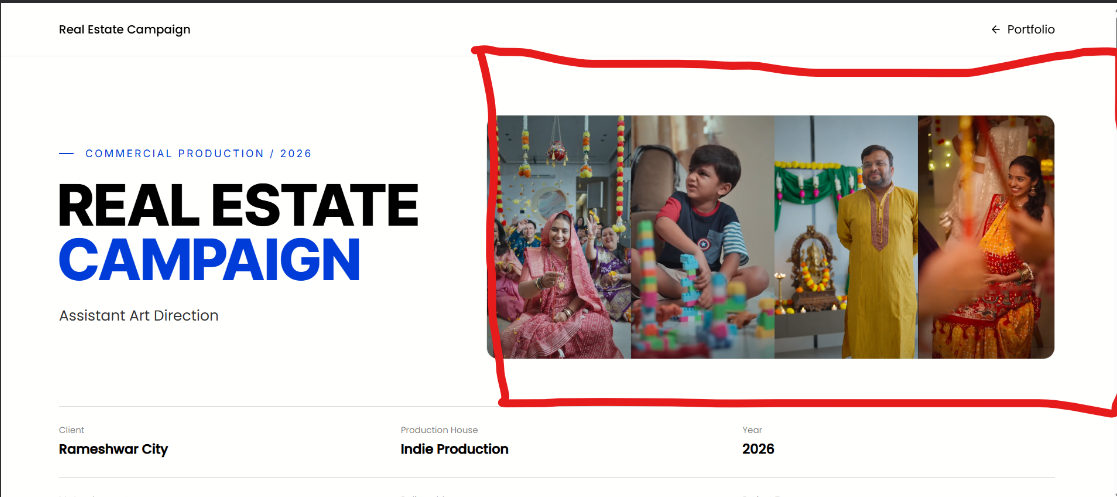 Real Estate Campaign
← Portfolio
— COMMERCIAL PRODUCTION / 2026
REAL ESTATE
CAMPAIGN
Assistant Art Direction
Client
Rameshwar City
Production House
Indie Production
Year
2026